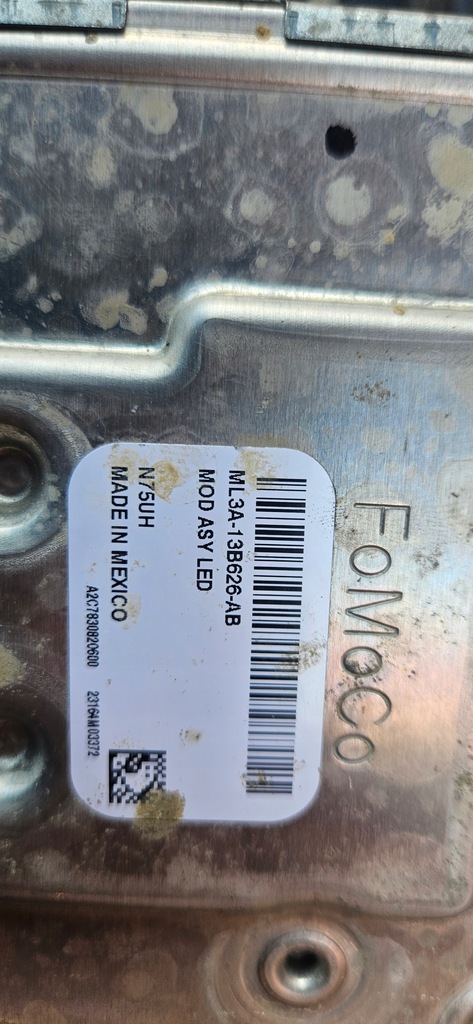 FoMoCo
ML3A-13B626-AB
MOD ASY LED
N75UH
MADE IN MEXICO
A2C7830820600 23164M03372